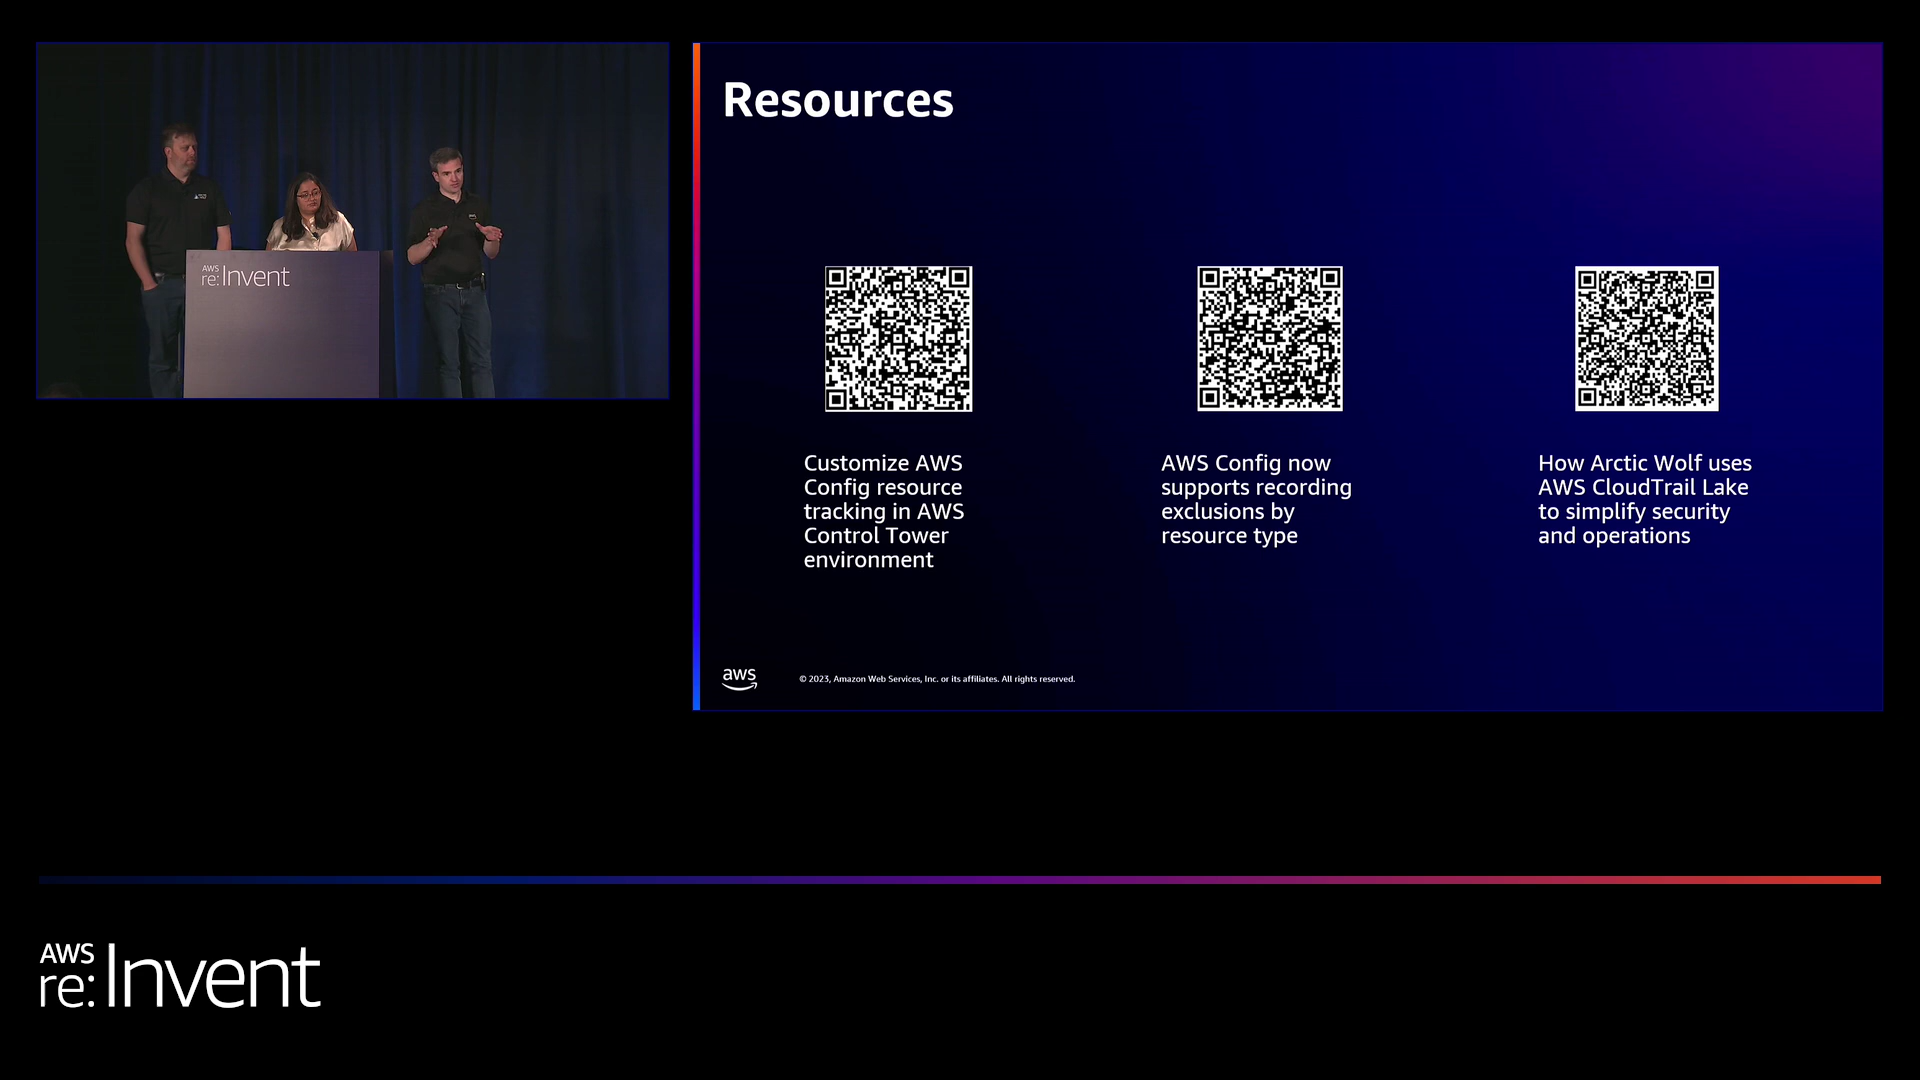 AWS
re:Invent
Resources
Customize AWS
Config resource
tracking in AWS
Control Tower
environment
AWS Config now
supports recording
exclusions by
resource type
How Arctic Wolf uses
AWS CloudTrail Lake
to simplify security
and operations
aws
© 2023, Amazon Web Services, Inc. or its affiliates. All rights reserved.
AWS
re:Invent